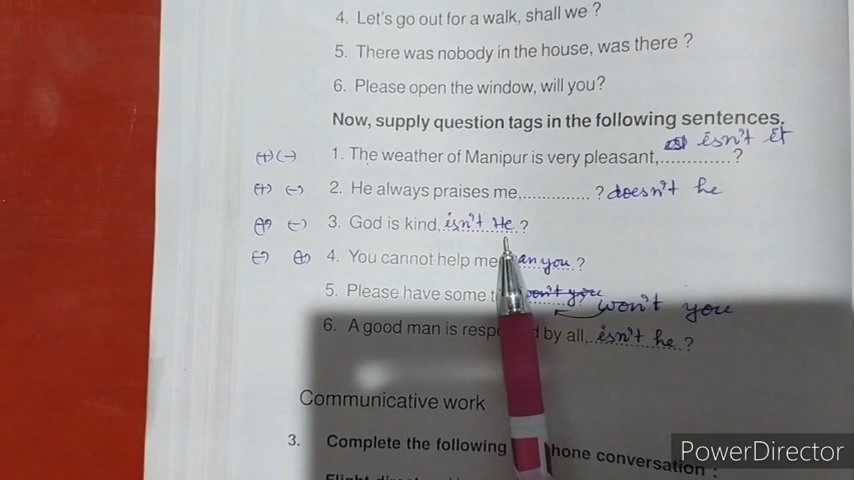 4. Let's go out for a walk, shall we ?
5. There was nobody in the house, was there ?
6. Please open the window, will you?
Now, supply question tags in the following sentences.
(+) (-) 1. The weather of Manipur is very pleasant,.............? isn't it
(+) (-) 2. He always praises me,.............. ? doesn't he
(+) (-) 3. God is kind, isn't He ?
(-) (+) 4. You cannot help me an you ?
5. Please have some won't you ? won't you
6. A good man is by all, isn't he ?
Communicative work
3. Complete the following hone conversation :
PowerDirector